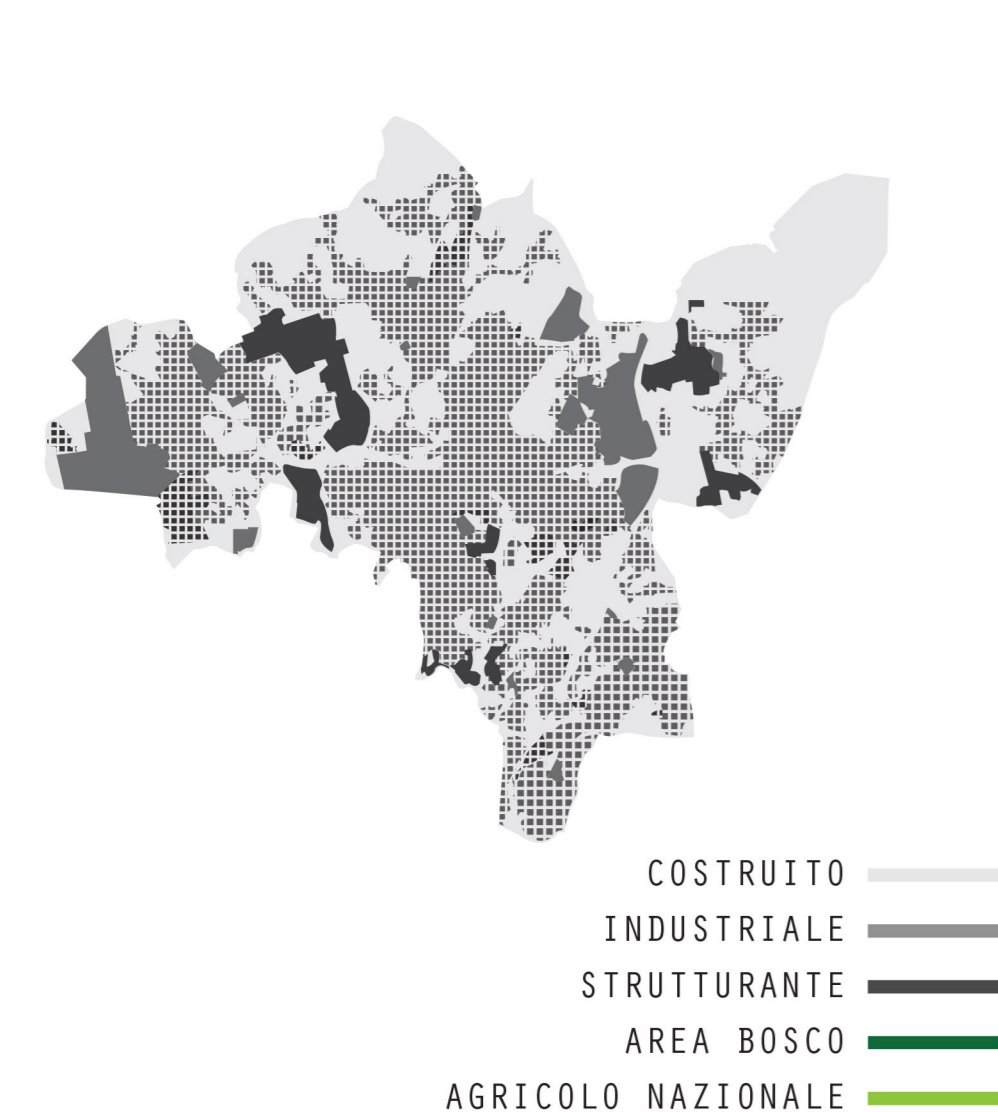 COSTRUITO
INDUSTRIALE
STRUTTURANTE
AREA BOSCO
AGRICOLO NAZIONALE